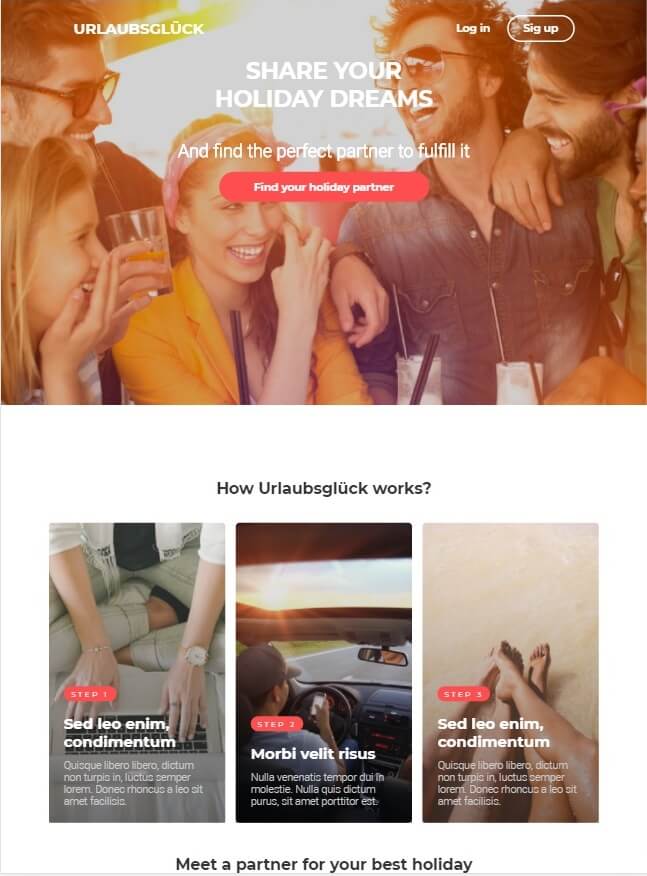 URLAUBSGLÜCK
Log in
Sig up
SHARE YOUR
HOLIDAY DREAMS
And find the perfect partner to fulfill it
Find your holiday partner
How Urlaubsglück works?
STEP 1
Sed leo enim,
condimentum
Quisque libero libero, dictum
non turpis in, luctus semper
lorem. Donec rhoncus a leo sit
amet facilisis.
STEP 2
Morbi velit risus
Nulla venenatis tempor dui in
molestie. Nulla quis dictum
purus, sit amet porttitor est.
STEP 3
Sed leo enim,
condimentum
Quisque libero libero, dictum
non turpis in, luctus semper
lorem. Donec rhoncus a leo sit
amet facilisis.
Meet a partner for your best holiday